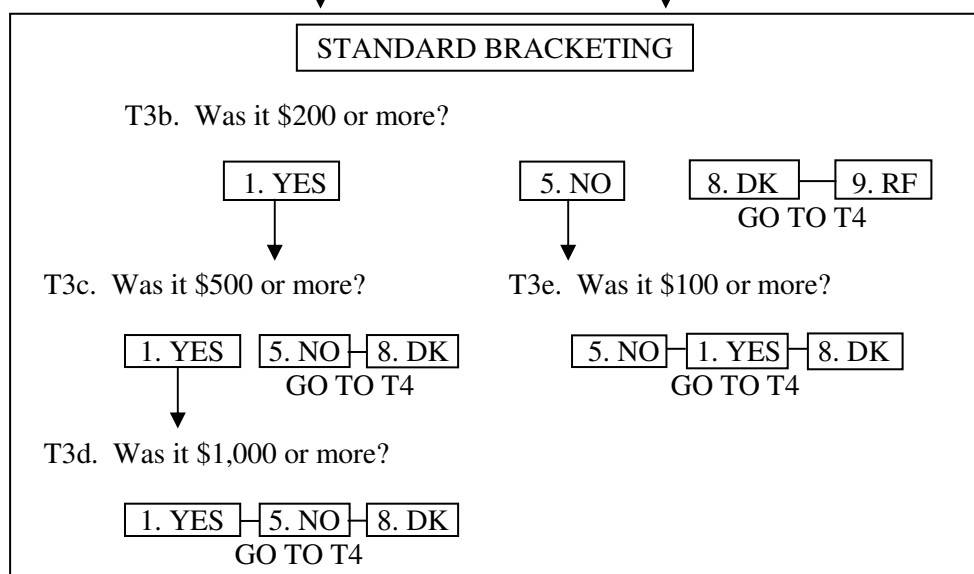 STANDARD BRACKETING
T3b. Was it $200 or more?
1. YES 5. NO 8. DK 9. RF
GO TO T4
T3c. Was it $500 or more? T3e. Was it $100 or more?
1. YES 5. NO 8. DK 5. NO 1. YES 8. DK
GO TO T4 GO TO T4
T3d. Was it $1,000 or more?
1. YES 5. NO 8. DK
GO TO T4